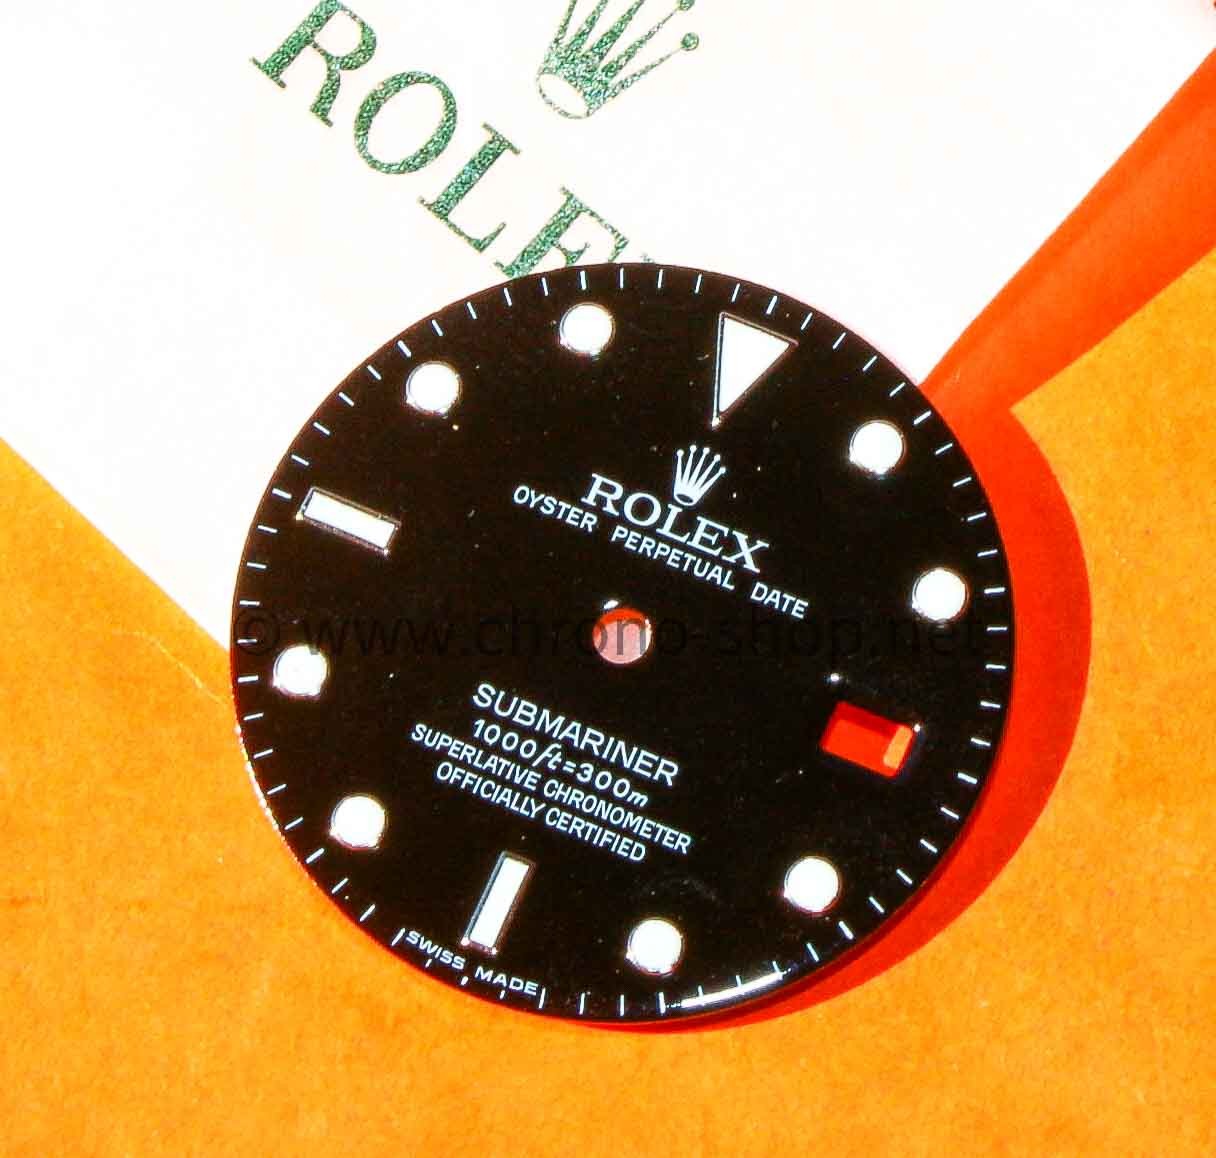 ROLEX
ROLEX
OYSTER PERPETUAL DATE
© www.chrono-shop.net
SUBMARINER
1000ft=300m
SUPERLATIVE CHRONOMETER
OFFICIALLY CERTIFIED
SWISS MADE